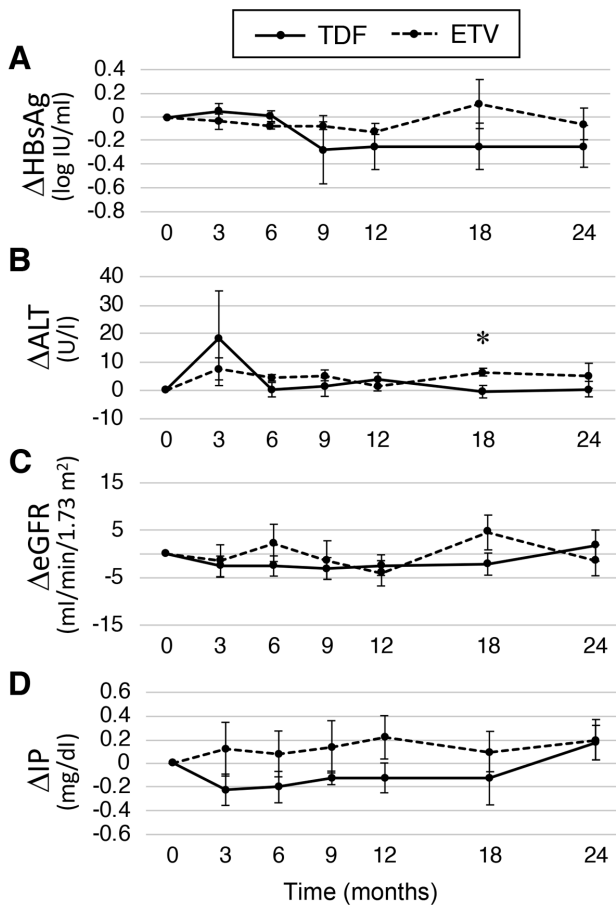 TDF ETV
A
ΔHBsAg
(log IU/ml)
0.4
0.2
0
-0.2
-0.4
-0.6
-0.8
0 3 6 9 12 18 24
B
ΔALT
(U/l)
40
30
20
10
0
-10
*
0 3 6 9 12 18 24
C
ΔeGFR
(ml/min/1.73 m²)
15
5
-5
-15
0 3 6 9 12 18 24
D
ΔIP
(mg/dl)
0.6
0.4
0.2
0
-0.2
-0.4
-0.6
0 3 6 9 12 18 24
Time (months)